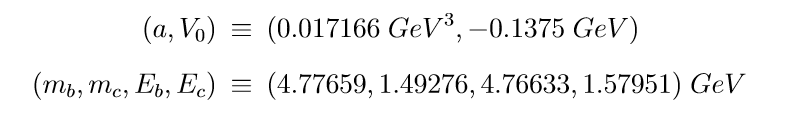 (a, V₀) ≡ (0.017166 GeV³, −0.1375 GeV)
(m_b, m_c, E_b, E_c) ≡ (4.77659, 1.49276, 4.76633, 1.57951) GeV